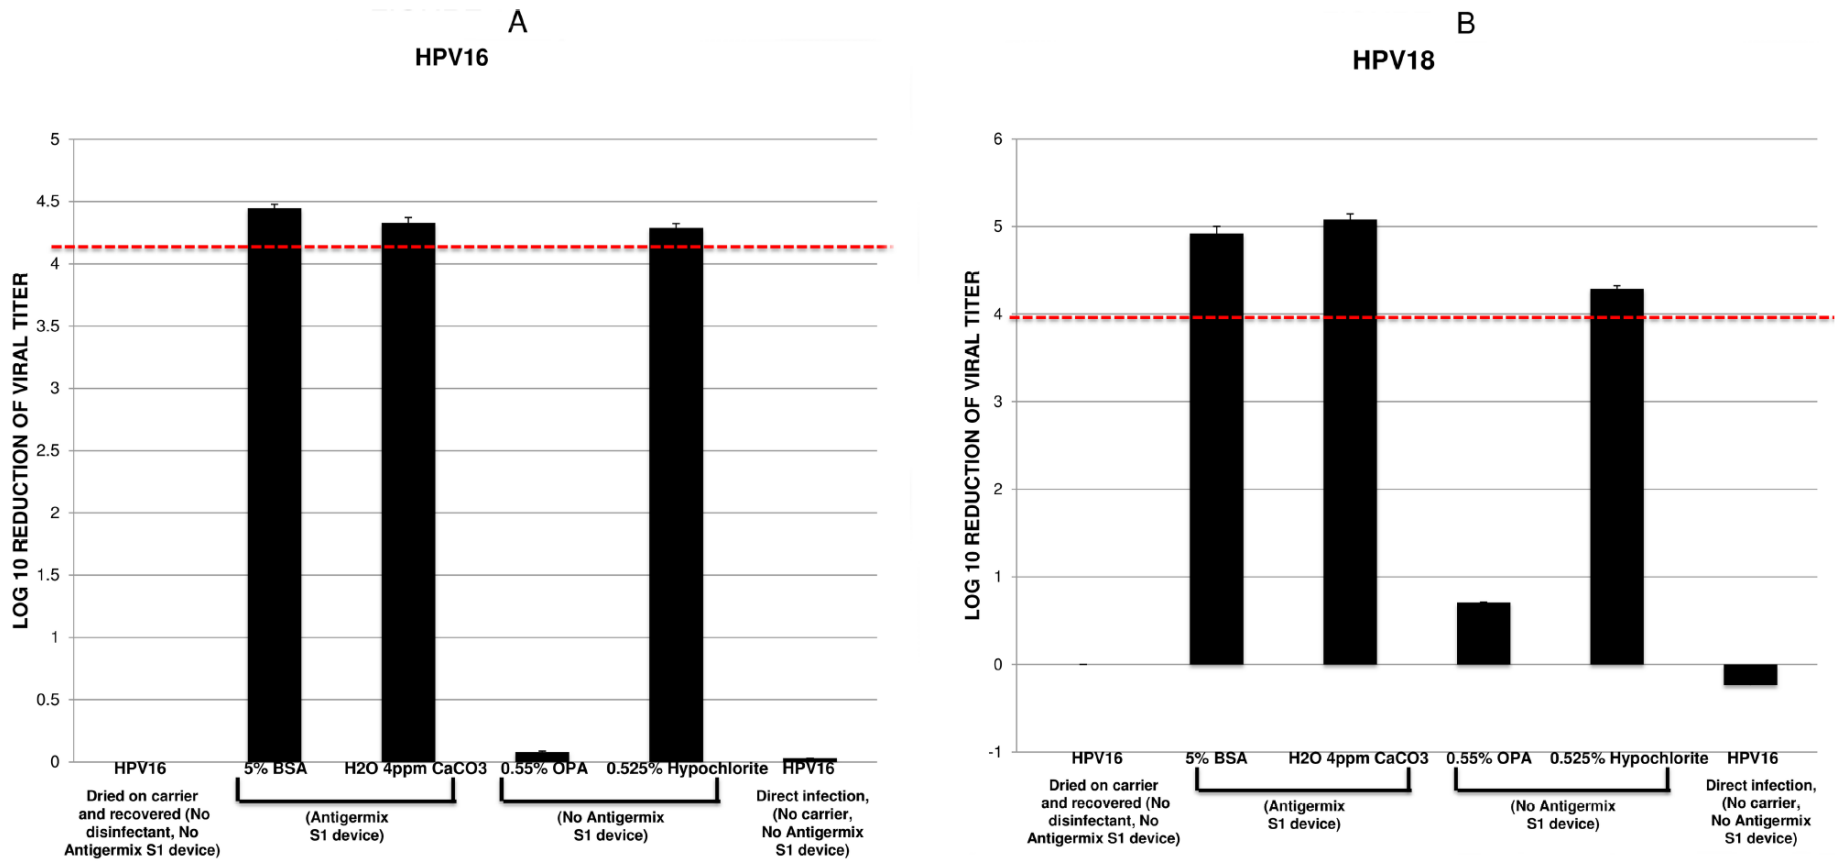 A
HPV16
LOG 10 REDUCTION OF VIRAL TITER
5
4.5
4
3.5
3
2.5
2
1.5
1
0.5
0
HPV16
5% BSA
H2O 4ppm CaCO3
0.55% OPA
0.525% Hypochlorite
HPV16
Dried on carrier
and recovered (No
disinfectant, No
Antigermix S1 device)
(Antigermix
S1 device)
(No Antigermix
S1 device)
Direct infection,
(No carrier,
No Antigermix
S1 device)
B
HPV18
LOG 10 REDUCTION OF VIRAL TITER
6
5
4
3
2
1
0
-1
HPV16
5% BSA
H2O 4ppm CaCO3
0.55% OPA
0.525% Hypochlorite
HPV16
Dried on carrier
and recovered (No
disinfectant, No
Antigermix S1 device)
(Antigermix
S1 device)
(No Antigermix
S1 device)
Direct infection,
(No carrier,
No Antigermix
S1 device)